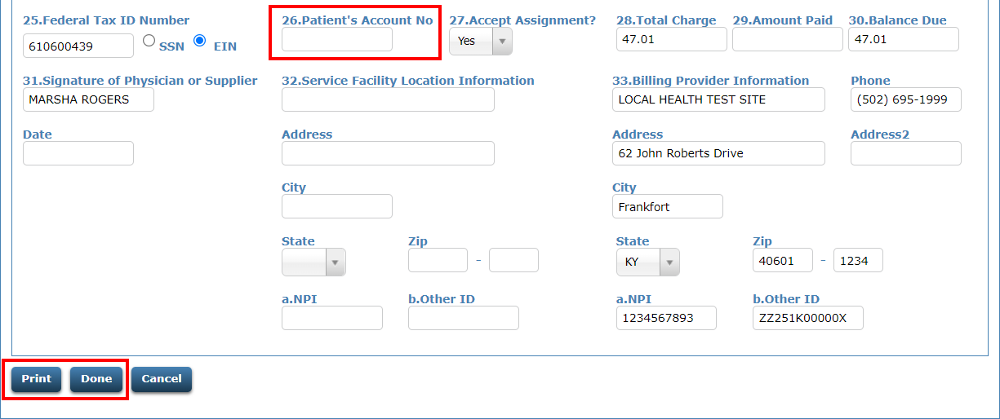 25.Federal Tax ID Number 26.Patient's Account No 27.Accept Assignment? 28.Total Charge 29.Amount Paid 30.Balance Due
610600439 SSN EIN Yes 47.01 47.01
31.Signature of Physician or Supplier 32.Service Facility Location Information 33.Billing Provider Information Phone
MARSHA ROGERS LOCAL HEALTH TEST SITE (502) 695-1999
Date Address Address Address2
62 John Roberts Drive
City City
Frankfort
State Zip State Zip
- KY 40601 - 1234
a.NPI b.Other ID a.NPI b.Other ID
1234567893 ZZ251K00000X
Print Done Cancel